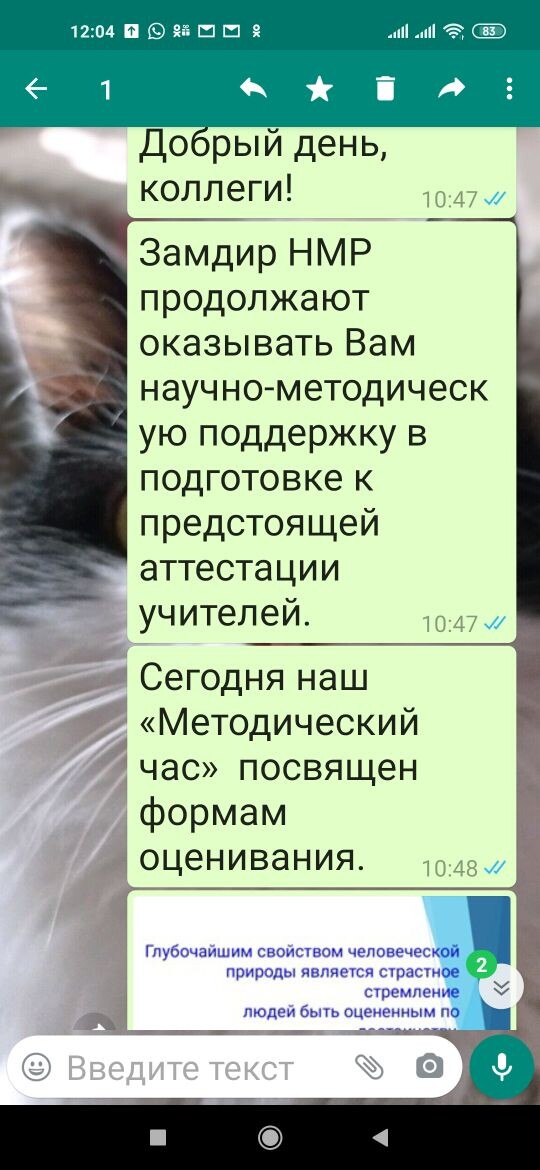 12:04
83
1
Добрый день,
коллеги!
10:47
Замдир НМР
продолжают
оказывать Вам
научно-методическ
ую поддержку в
подготовке к
предстоящей
аттестации
учителей.
10:47
Сегодня наш
«Методический
час» посвящен
формам
оценивания.
10:48
Глубочайшим свойством человеческой
природы является страстное
стремление
людей быть оцененным по
2
Введите текст